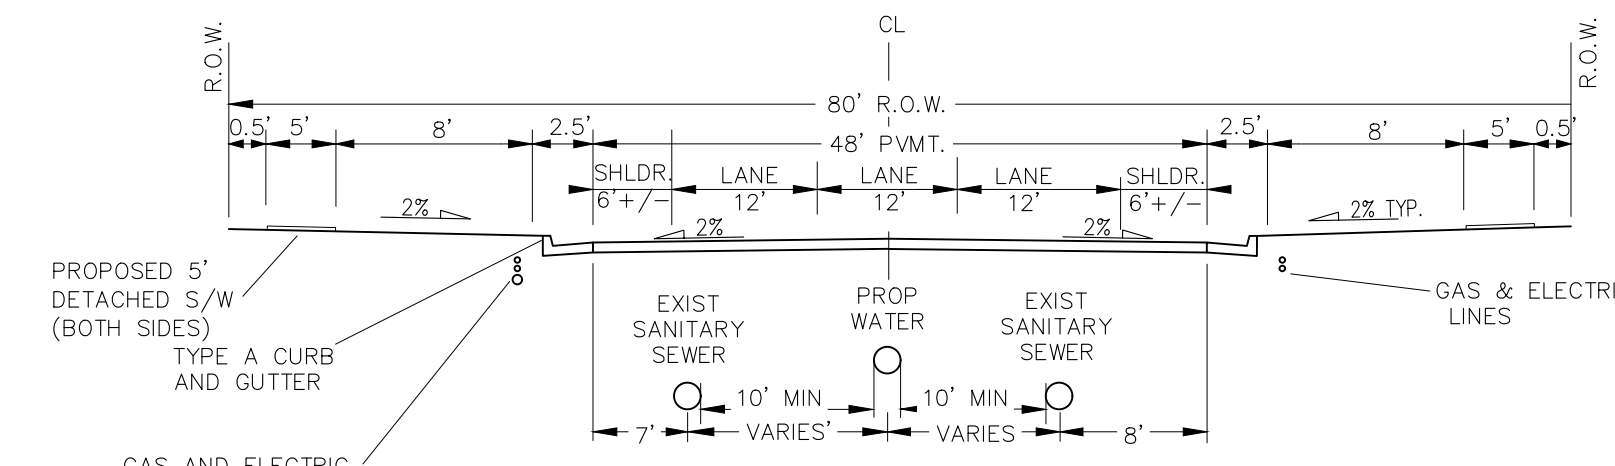 CL
R.O.W.
R.O.W.
80' R.O.W.
0.5' 5' 8' 2.5' 48' PVMT. 2.5' 8' 5' 0.5'
SHLDR. LANE LANE LANE SHLDR.
6'+/- 12' 12' 12' 6'+/-
2% 2% 2% 2% TYP.
PROPOSED 5'
DETACHED S/W
(BOTH SIDES)
TYPE A CURB
AND GUTTER
EXIST
SANITARY
SEWER
PROP
WATER
EXIST
SANITARY
SEWER
GAS & ELECTRI
LINES
10' MIN 10' MIN
7' VARIES' VARIES 8'
GAS AND ELECTRIC